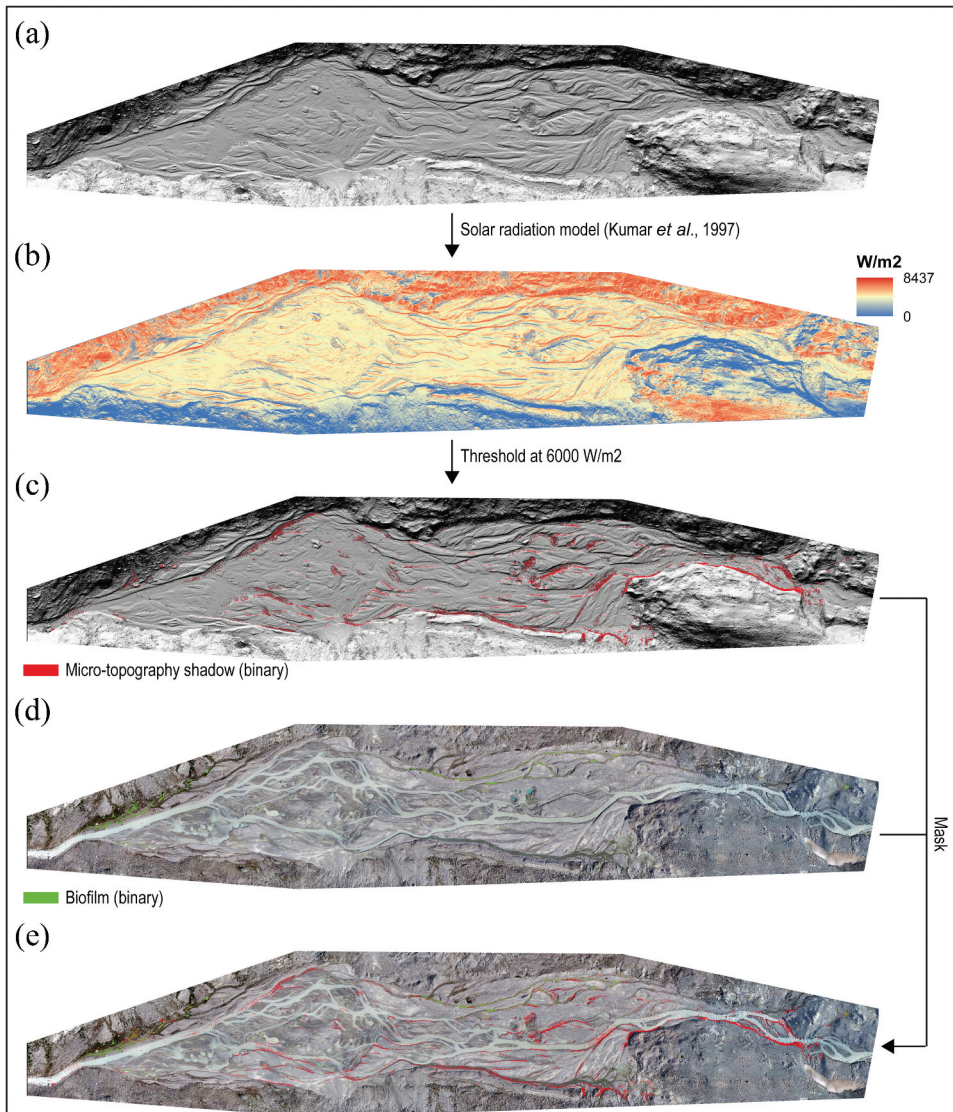 (a)
Solar radiation model (Kumar et al., 1997)
(b)
W/m2
8437
0
Threshold at 6000 W/m2
(c)
Micro-topography shadow (binary)
(d)
Mask
Biofilm (binary)
(e)